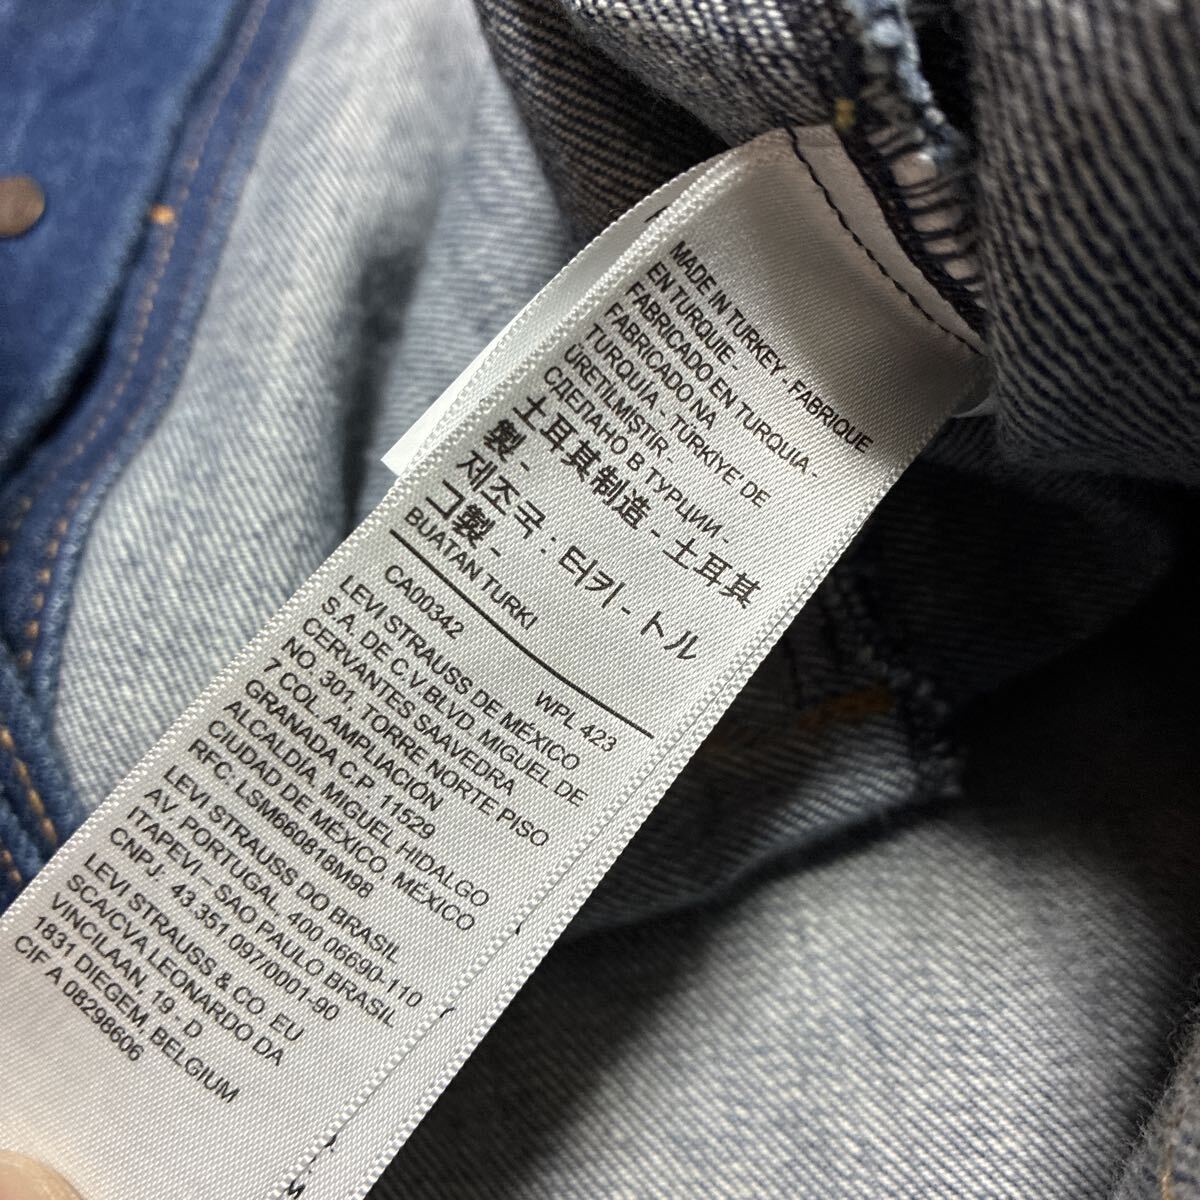 MADE IN TURKEY - FABRIQUE
EN TURQUIE -
FABRICADO EN TURQUIA -
FABRICADO NA
TURQUIA - TÜRKIYE' DE
ÜRETILMISTIR -
СДЕЛАНО В ТУРЦИИ -
土耳其制造 - 土耳其
製 -
제조국 : 터키 - トル
コ製 -
BUATAN TURKI
CA00342 WPL 423
LEVI STRAUSS DE MÉXICO
S.A. DE C.V BLVD. MIGUEL DE
CERVANTES SAAVEDRA
NO. 301, TORRE NORTE PISO
7 COL. AMPLIACIÓN
GRANADA C.P. 11529
ALCALDIA. MIGUEL HIDALGO
CIUDAD DE MÉXICO, MÉXICO
RFC: LSM660818M98
LEVI STRAUSS DO BRASIL
AV. PORTUGAL, 400 06690-110
ITAPEVI – SAO PAULO BRASIL
CNPJ: 43.351.097/0001-90
LEVI STRAUSS & CO. EU
SCA/CVA LEONARDO DA
VINCILAAN, 19 - D
1831 DIEGEM, BELGIUM
CIF A 08298606